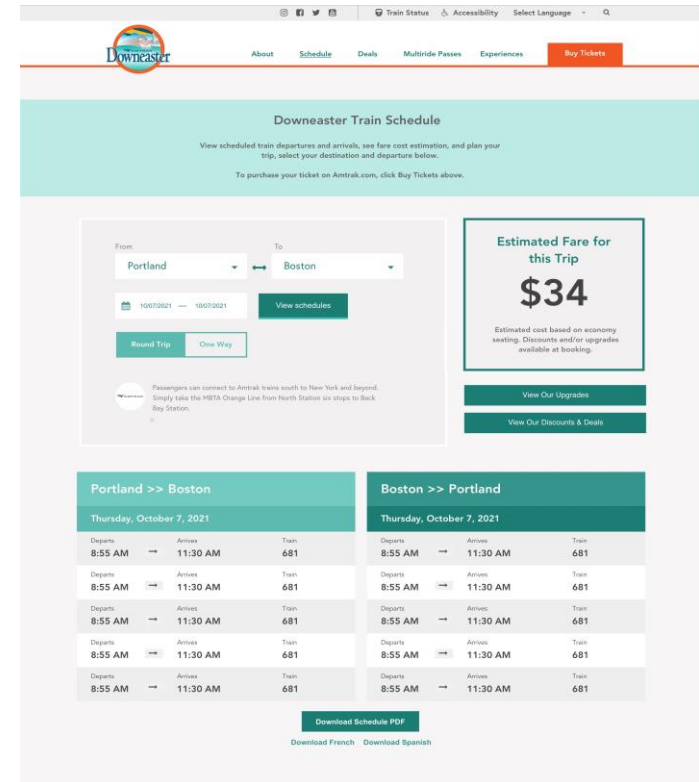 Train Status Accessibility Select Language
Downeaster
About Schedule Deals Multiride Passes Experiences Buy Tickets
Downeaster Train Schedule
View scheduled train departures and arrivals, see fare cost estimation, and plan your
trip, select your destination and departure below.
To purchase your ticket on Amtrak.com, click Buy Tickets above.
From To
Portland Boston
10/07/2021 — 10/07/2021 View schedules
Round Trip One Way
Passengers can connect to Amtrak trains south to New York and beyond.
Simply take the MBTA Orange Line from North Station six stops to Back
Bay Station.
Estimated Fare for
this Trip
$34
Estimated cost based on economy
seating. Discounts and/or upgrades
available at booking.
View Our Upgrades
View Our Discounts & Deals
Portland >> Boston
Thursday, October 7, 2021
Departs Arrives Train
8:55 AM → 11:30 AM 681
Departs Arrives Train
8:55 AM → 11:30 AM 681
Departs Arrives Train
8:55 AM → 11:30 AM 681
Departs Arrives Train
8:55 AM → 11:30 AM 681
Departs Arrives Train
8:55 AM → 11:30 AM 681
Boston >> Portland
Thursday, October 7, 2021
Departs Arrives Train
8:55 AM → 11:30 AM 681
Departs Arrives Train
8:55 AM → 11:30 AM 681
Departs Arrives Train
8:55 AM → 11:30 AM 681
Departs Arrives Train
8:55 AM → 11:30 AM 681
Departs Arrives Train
8:55 AM → 11:30 AM 681
Download Schedule PDF
Download French Download Spanish